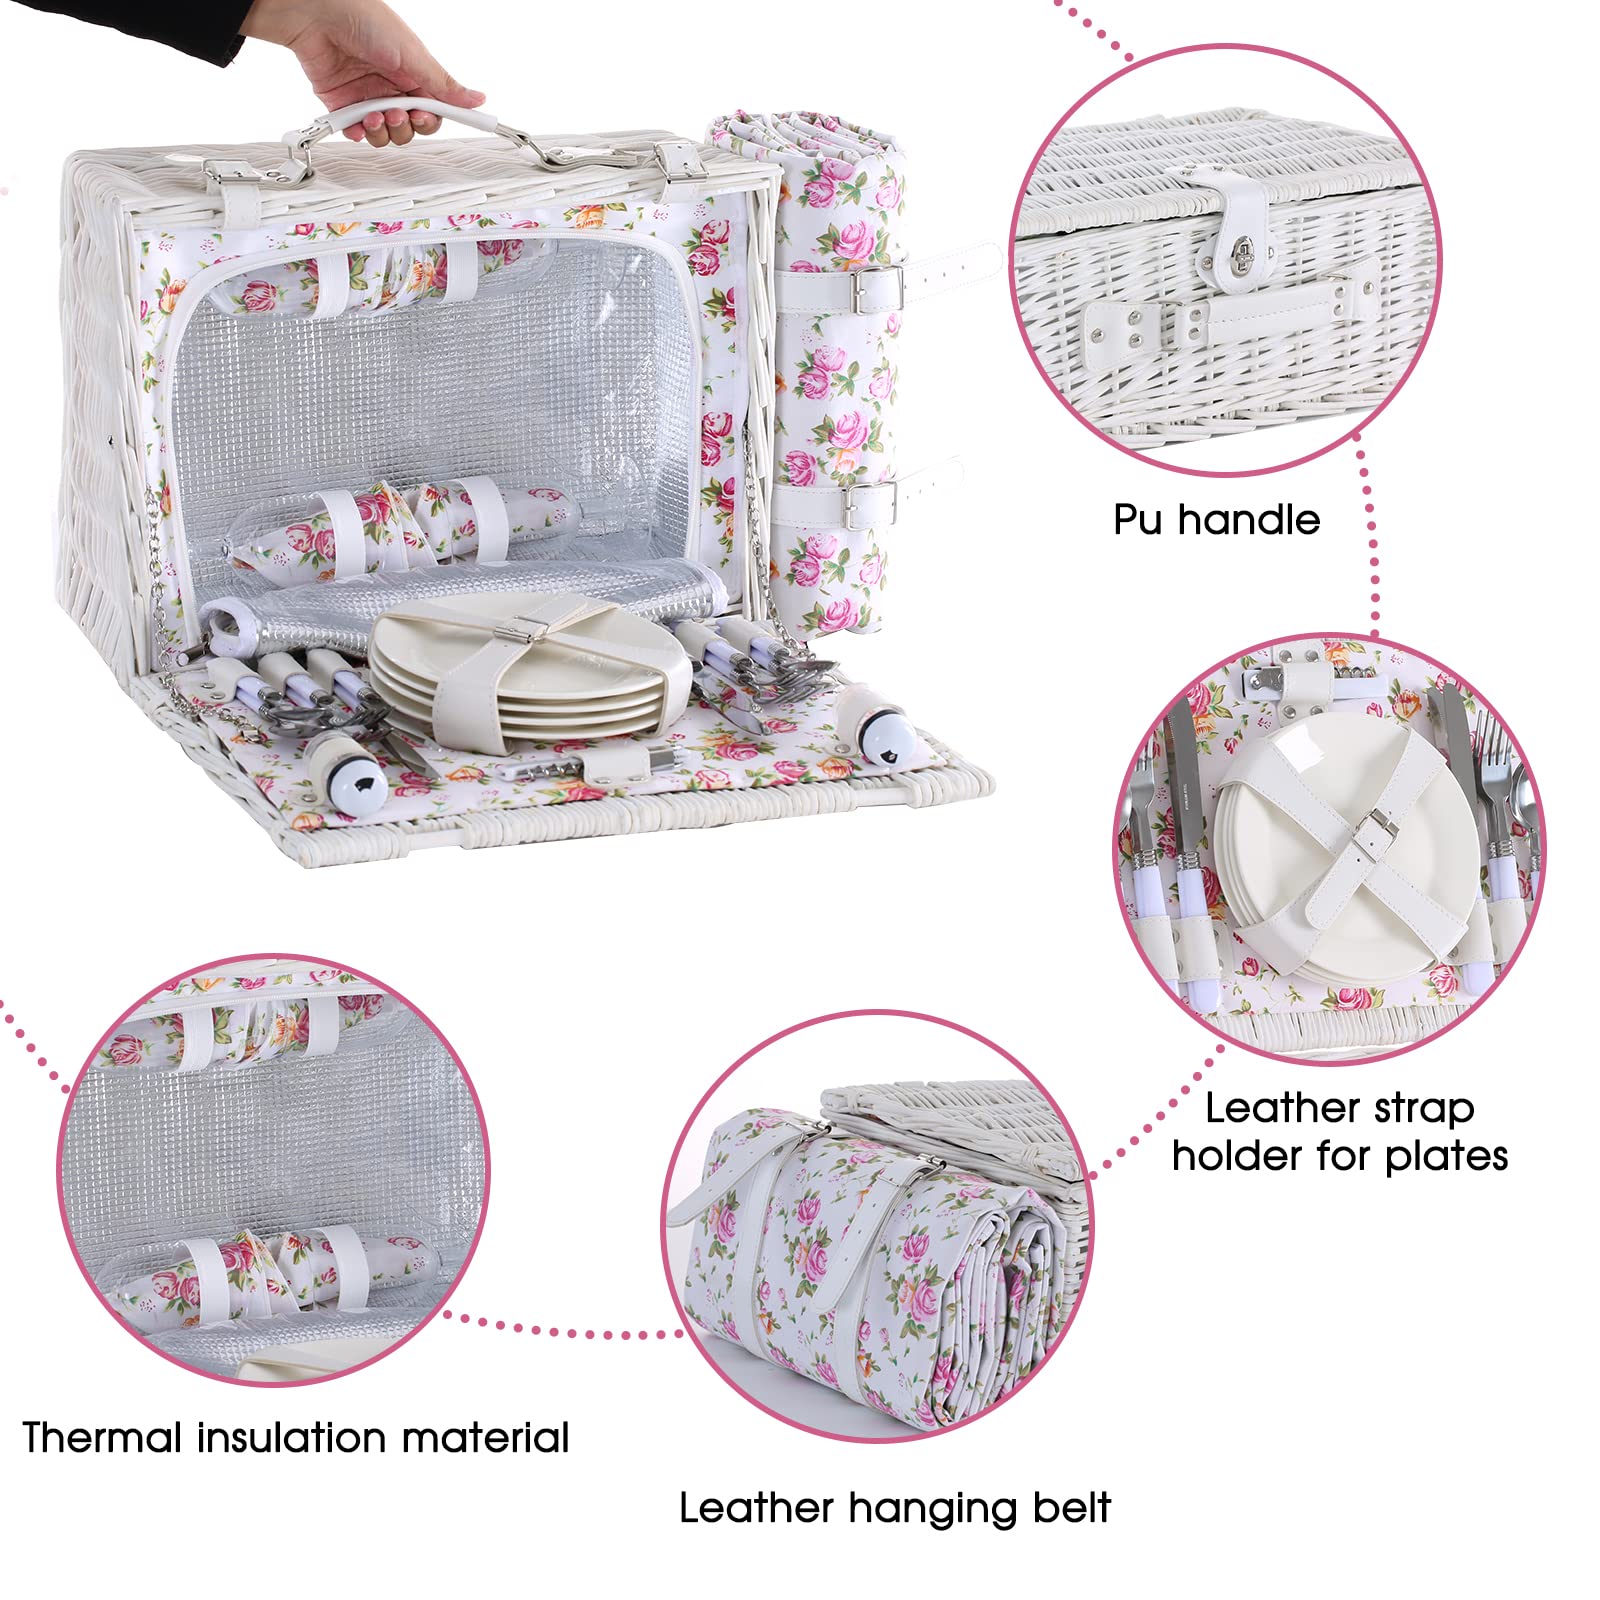 Pu handle
Leather strap
holder for plates
Thermal insulation material
Leather hanging belt